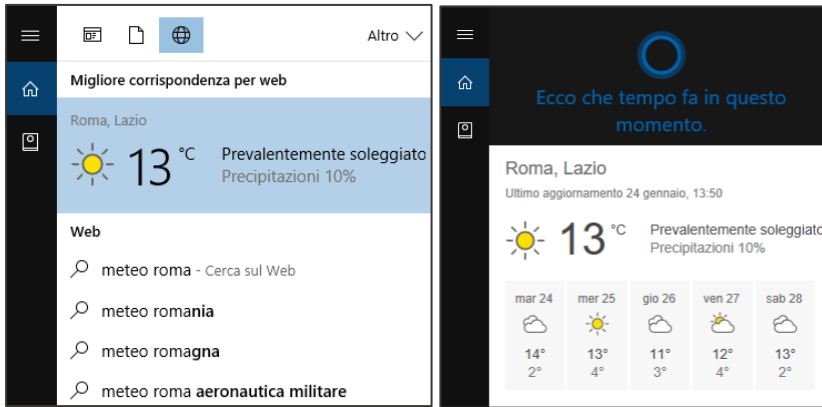 Altro
Migliore corrispondenza per web
Roma, Lazio
13 °C
Prevalentemente soleggiato
Precipitazioni 10%
Web
meteo roma - Cerca sul Web
meteo romania
meteo romagna
meteo roma aeronautica militare
Ecco che tempo fa in questo
momento.
Roma, Lazio
Ultimo aggiornamento 24 gennaio, 13:50
13 °C
Prevalentemente soleggiato
Precipitazioni 10%
mar 24 mer 25 gio 26 ven 27 sab 28
14° 13° 11° 12° 13°
2° 4° 3° 4° 2°